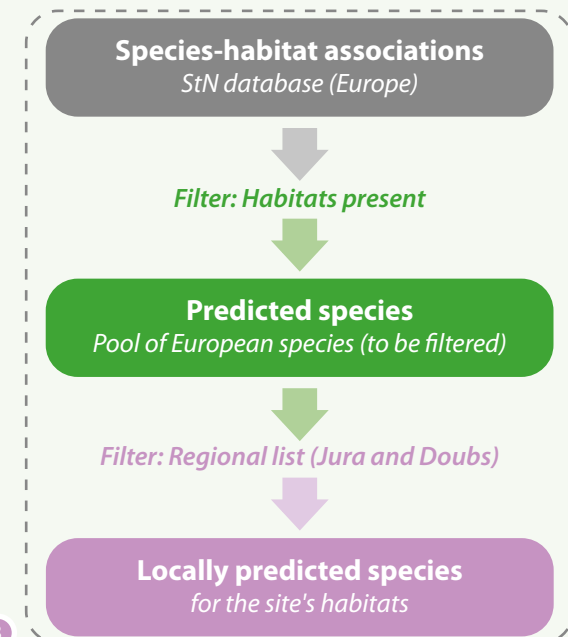 Species-habitat associations
StN database (Europe)
Filter: Habitats present
Predicted species
Pool of European species (to be filtered)
Filter: Regional list (Jura and Doubs)
Locally predicted species
for the site's habitats